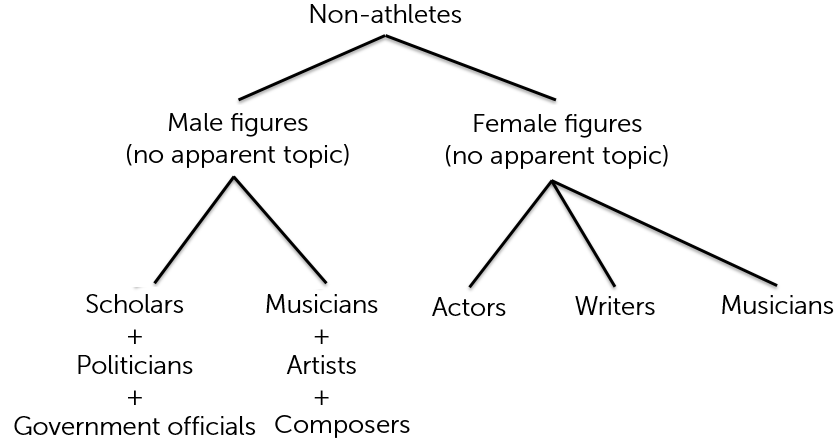 Non-athletes
Male figures
(no apparent topic)
Female figures
(no apparent topic)
Scholars
+
Politicians
+
Government officials
Musicians
+
Artists
+
Composers
Actors
Writers
Musicians